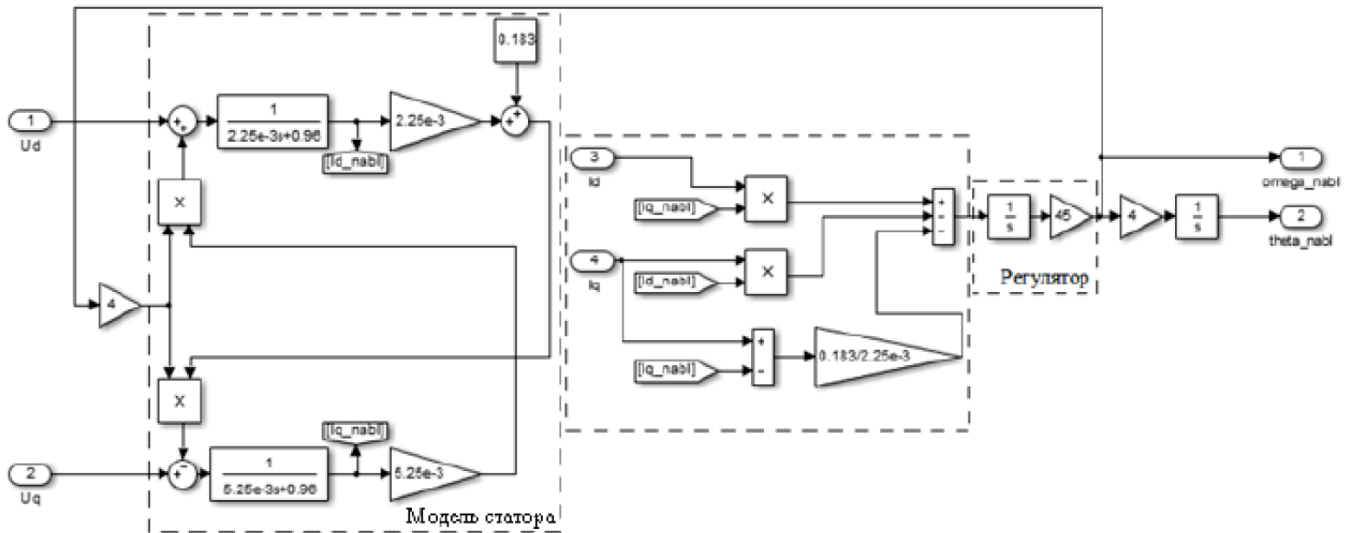 0.183
1
Ud
1
2.25e-3s+0.96
2.25e-3
[Id_nabl]
×
4
×
[Iq_nabl]
2
Uq
1
5.25e-3s+0.96
5.25e-3
Модель статора
3
Id
[Iq_nabl]
×
4
Iq
[Id_nabl]
×
[Iq_nabl]
0.183/2.25e-3
1
s
45
Регулятор
4
1
s
1
omega_nabl
2
theta_nabl